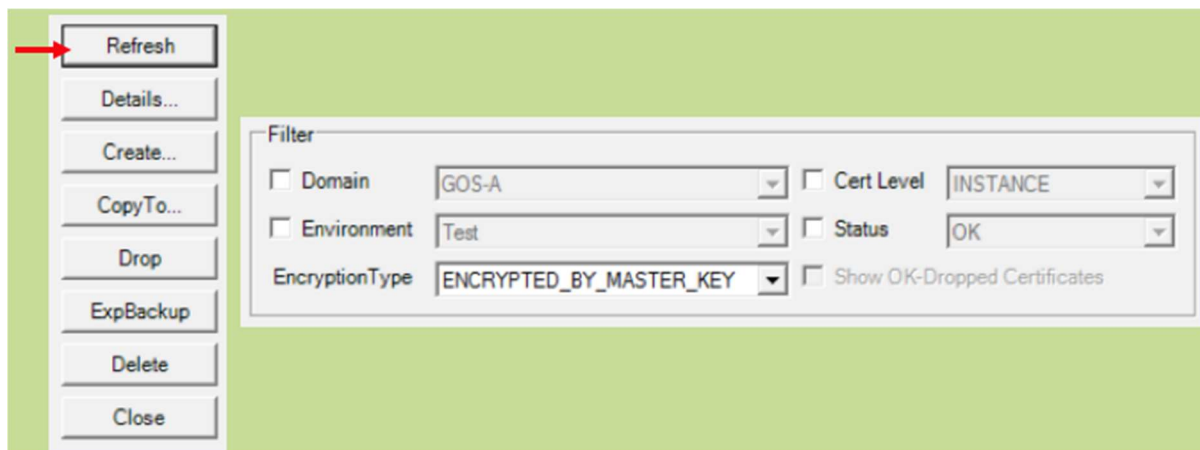 Refresh
Details...
Create...
CopyTo...
Drop
ExpBackup
Delete
Close
Filter
Domain GOS-A Cert Level INSTANCE
Environment Test Status OK
EncryptionType ENCRYPTED_BY_MASTER_KEY Show OK-Dropped Certificates